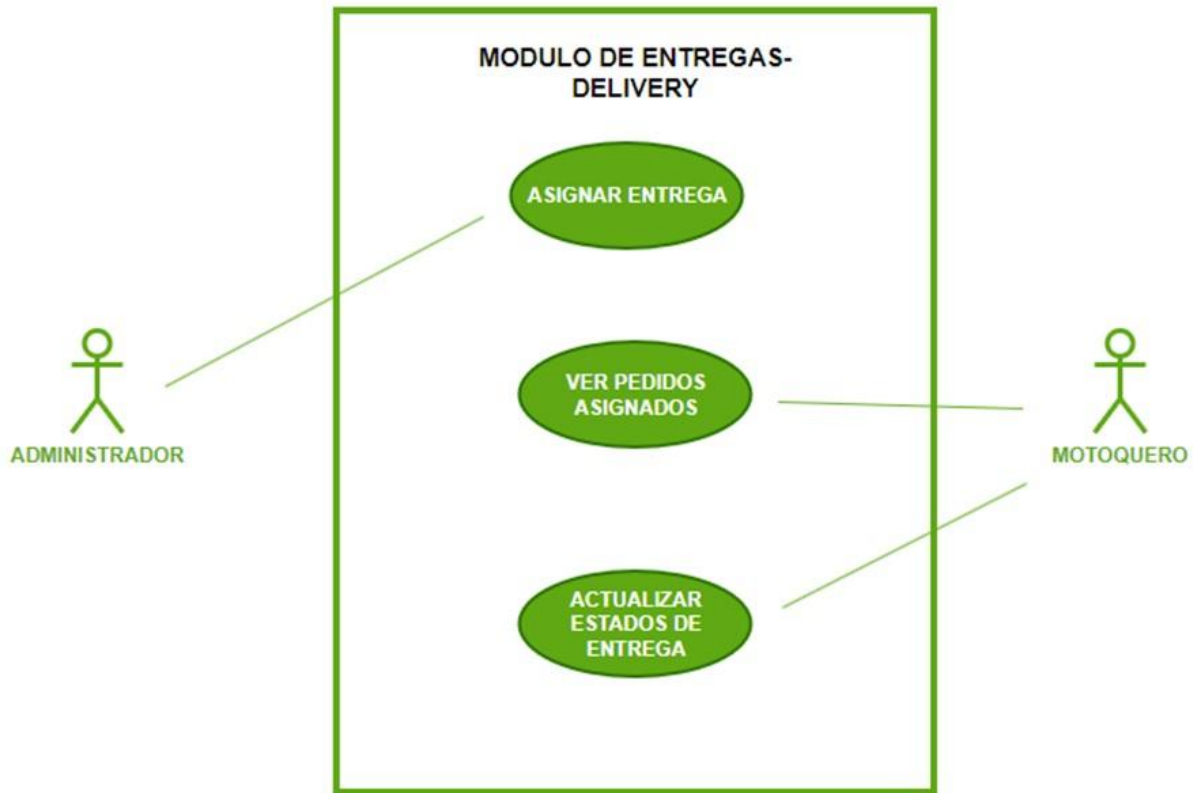 MODULO DE ENTREGAS-
DELIVERY
ASIGNAR ENTREGA
VER PEDIDOS
ASIGNADOS
ADMINISTRADOR
MOTOQUERO
ACTUALIZAR
ESTADOS DE
ENTREGA